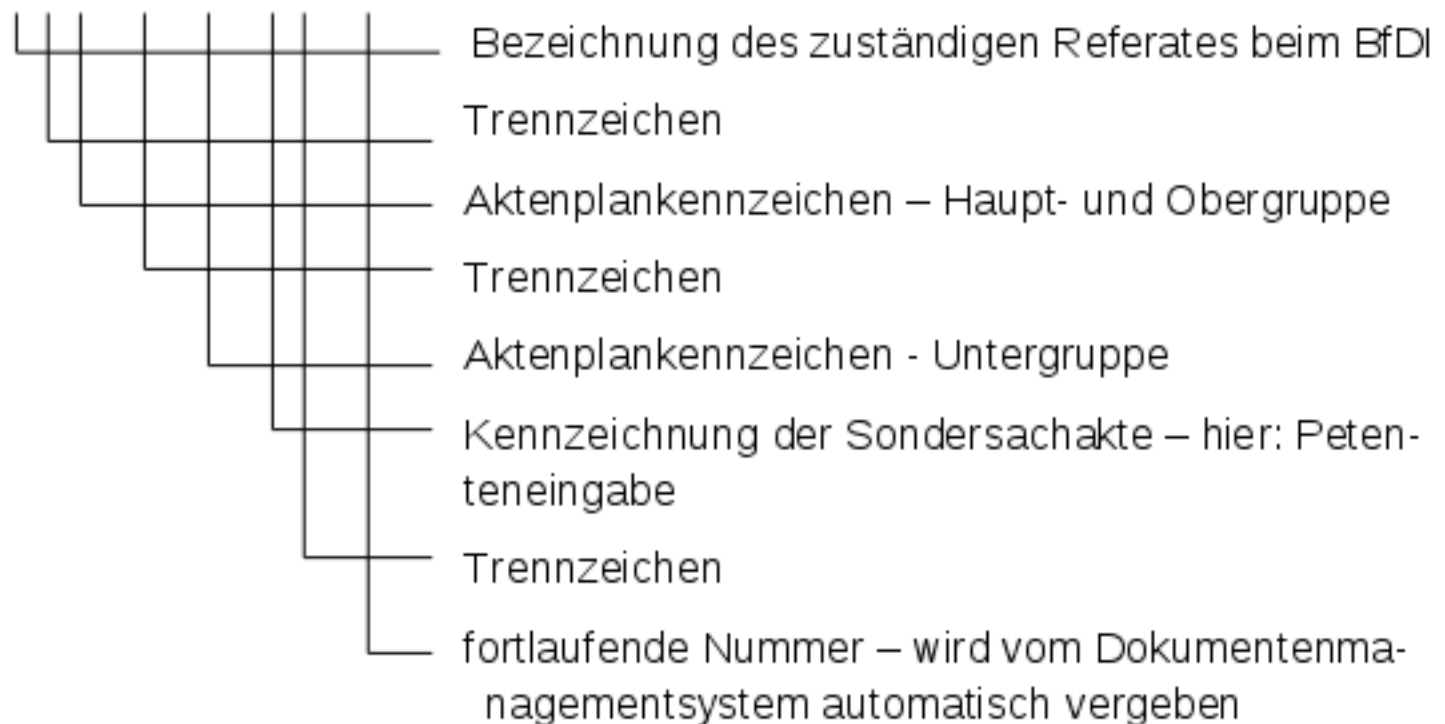 Bezeichnung des zuständigen Referates beim BfDI
Trennzeichen
Aktenplankennzeichen – Haupt- und Obergruppe
Trennzeichen
Aktenplankennzeichen - Untergruppe
Kennzeichnung der Sondersachakte – hier: Peten-
teneingabe
Trennzeichen
fortlaufende Nummer – wird vom Dokumentenma-
nagementsystem automatisch vergeben